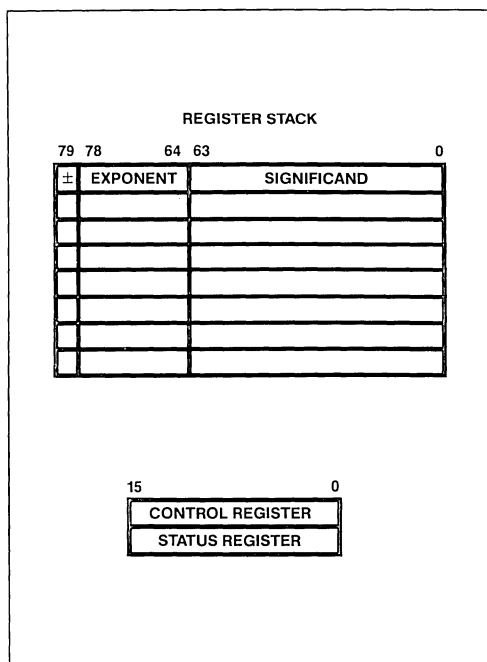 REGISTER STACK
79 78 64 63 0
± EXPONENT SIGNIFICAND
15 0
CONTROL REGISTER
STATUS REGISTER